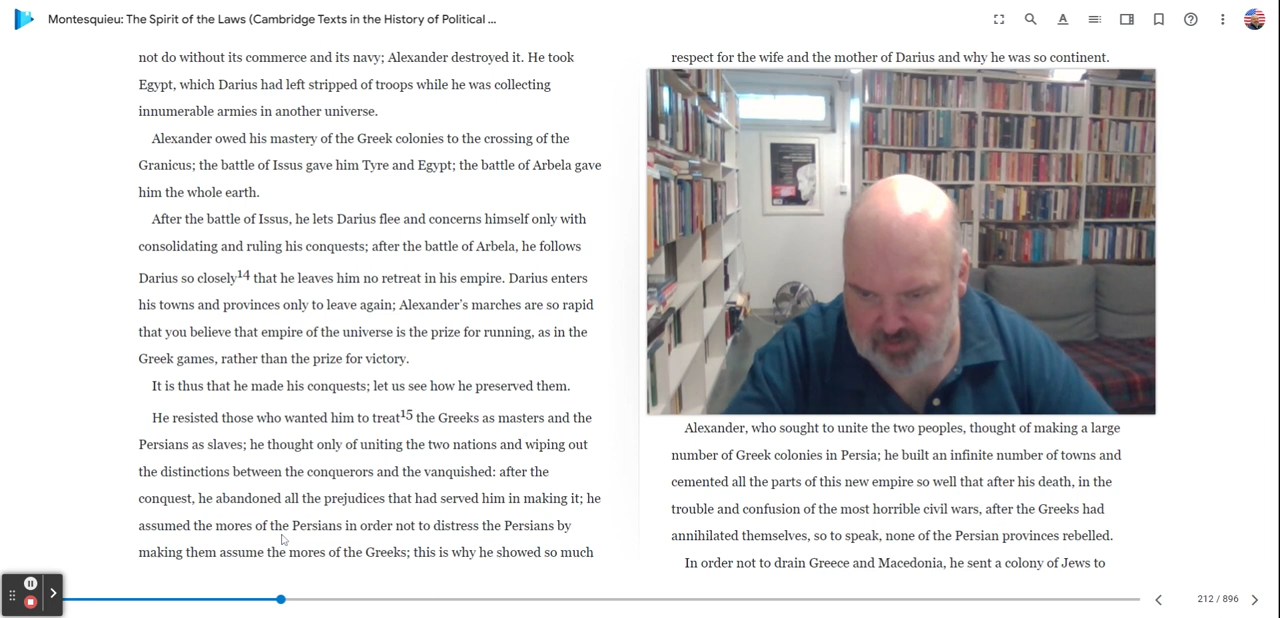 Montesquieu: The Spirit of the Laws (Cambridge Texts in the History of Political ...
not do without its commerce and its navy; Alexander destroyed it. He took
Egypt, which Darius had left stripped of troops while he was collecting
innumerable armies in another universe.
Alexander owed his mastery of the Greek colonies to the crossing of the
Granicus; the battle of Issus gave him Tyre and Egypt; the battle of Arbela gave
him the whole earth.
After the battle of Issus, he lets Darius flee and concerns himself only with
consolidating and ruling his conquests; after the battle of Arbela, he follows
Darius so closely14 that he leaves him no retreat in his empire. Darius enters
his towns and provinces only to leave again; Alexander's marches are so rapid
that you believe that empire of the universe is the prize for running, as in the
Greek games, rather than the prize for victory.
It is thus that he made his conquests; let us see how he preserved them.
He resisted those who wanted him to treat15 the Greeks as masters and the
Persians as slaves; he thought only of uniting the two nations and wiping out
the distinctions between the conquerors and the vanquished: after the
conquest, he abandoned all the prejudices that had served him in making it; he
assumed the mores of the Persians in order not to distress the Persians by
making them assume the mores of the Greeks; this is why he showed so much
respect for the wife and the mother of Darius and why he was so continent.
Alexander, who sought to unite the two peoples, thought of making a large
number of Greek colonies in Persia; he built an infinite number of towns and
cemented all the parts of this new empire so well that after his death, in the
trouble and confusion of the most horrible civil wars, after the Greeks had
annihilated themselves, so to speak, none of the Persian provinces rebelled.
In order not to drain Greece and Macedonia, he sent a colony of Jews to
212 / 896